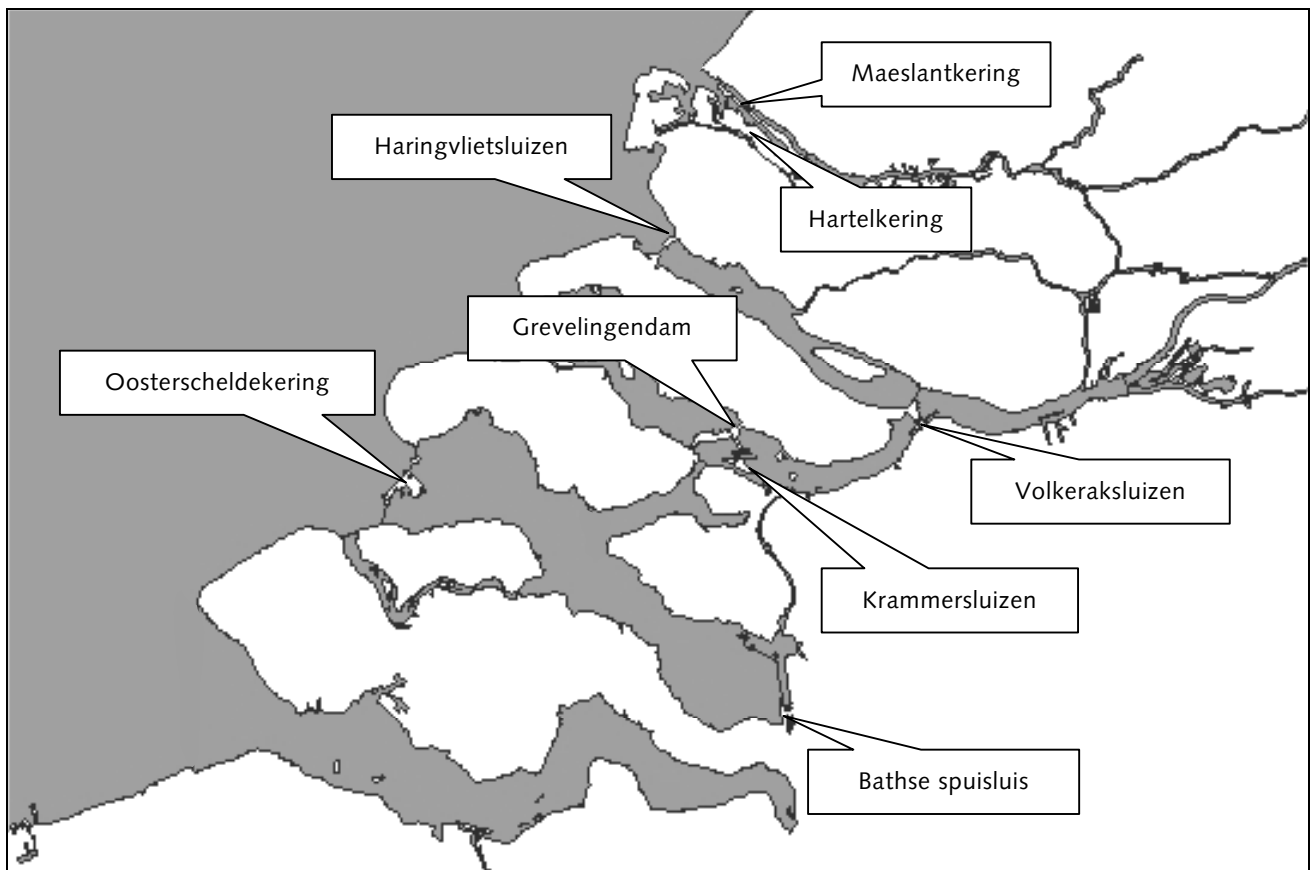 Maeslantkering
Haringvlietsluizen
Hartelkering
Grevelingendam
Oosterscheldekering
Volkeraksluizen
Krammersluizen
Bathse spuisluis